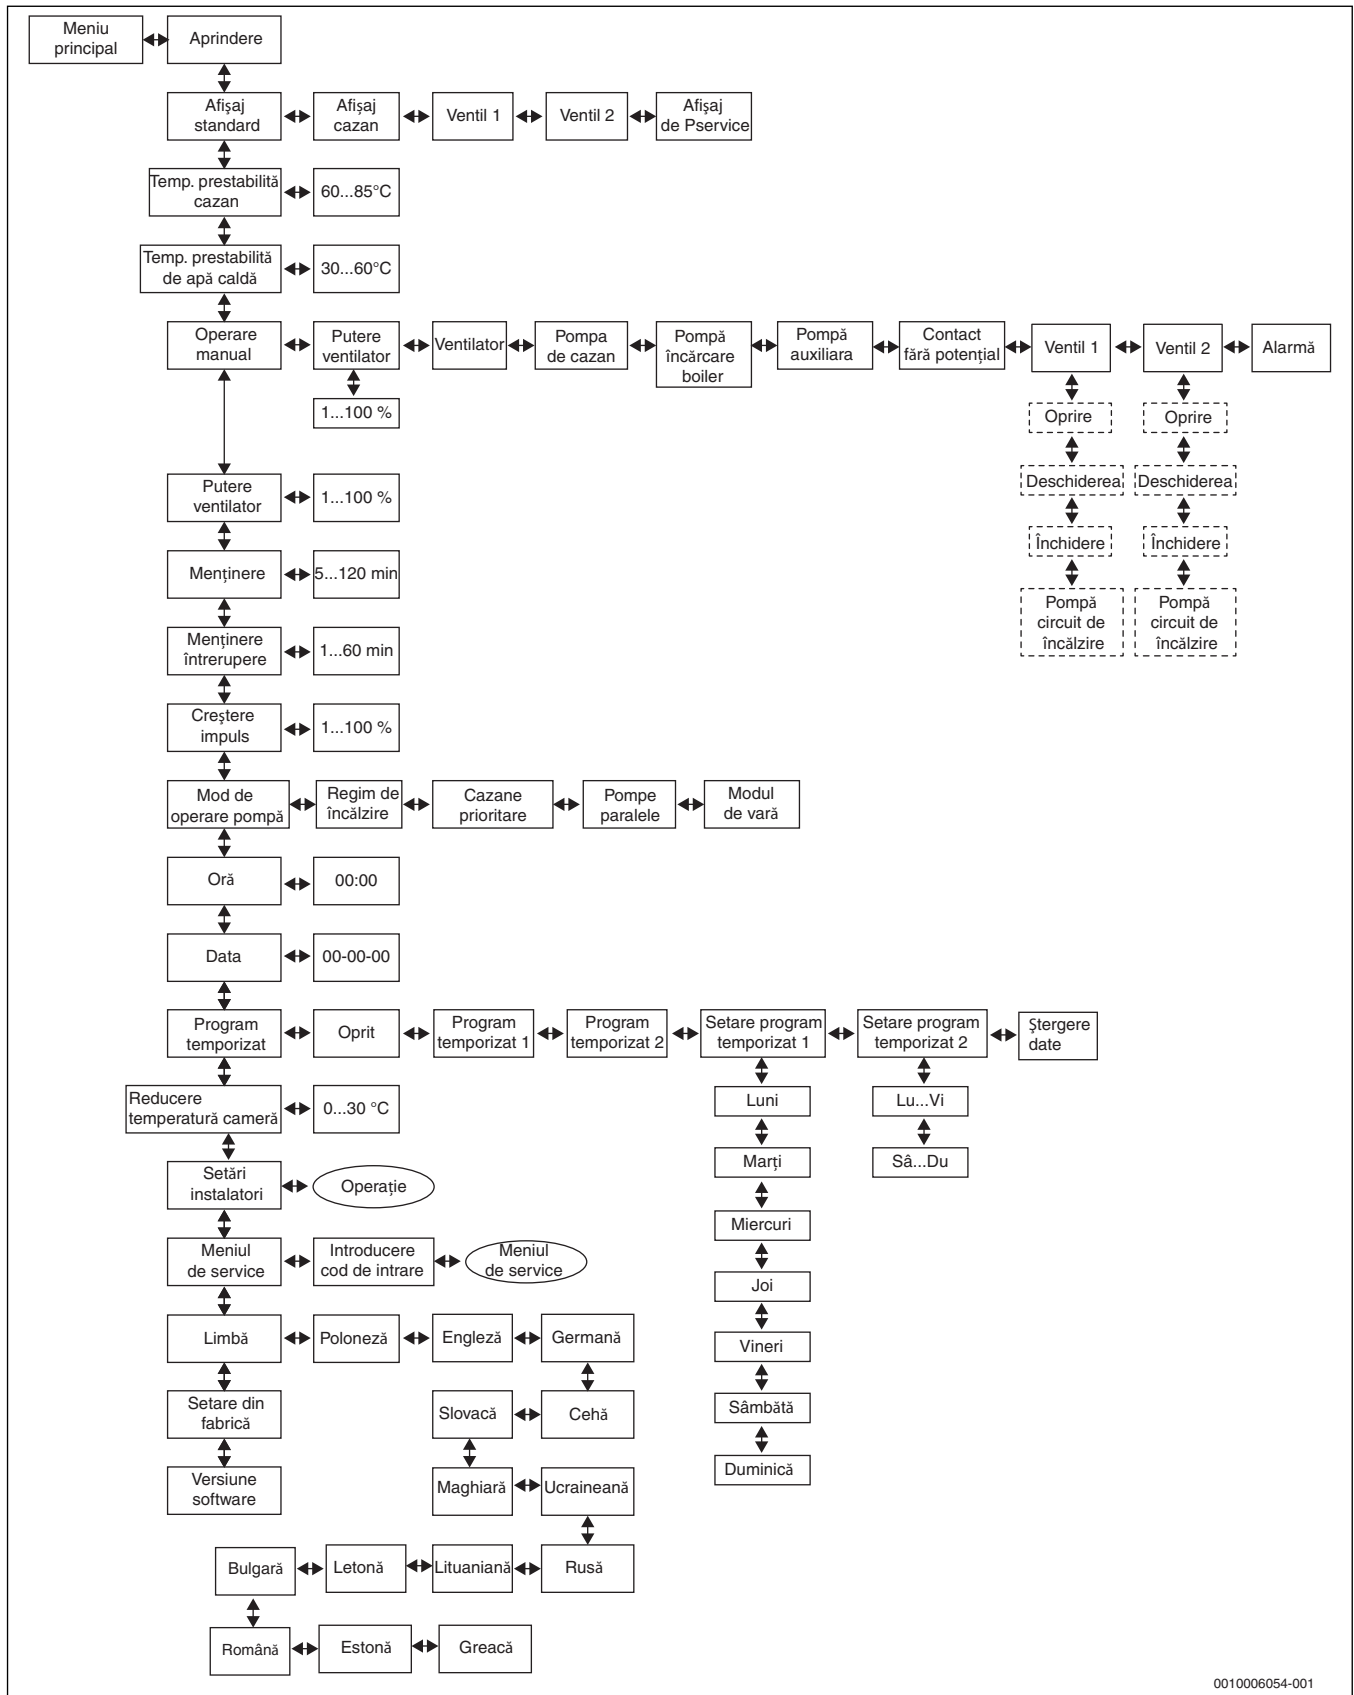 Meniu
principal
Aprindere
Afişaj
standard
Afişaj
cazan
Ventil 1
Ventil 2
Afişaj
de Pservice
Temp. prestabilită
cazan
60...85°C
Temp. prestabilită
de apă caldă
30...60°C
Operare
manual
Putere
ventilator
Ventilator
Pompa
de cazan
Pompă
încărcare
boiler
Pompă
auxiliara
Contact
fără potenţial
Ventil 1
Ventil 2
Alarmă
1...100 %
Oprire
Oprire
Deschiderea
Deschiderea
Închidere
Închidere
Pompă
circuit de
încălzire
Pompă
circuit de
încălzire
Putere
ventilator
1...100 %
Menţinere
5...120 min
Menţinere
întrerupere
1...60 min
Creştere
impuls
1...100 %
Mod de
operare pompă
Regim de
încălzire
Cazane
prioritare
Pompe
paralele
Modul
de vară
Oră
00:00
Data
00-00-00
Program
temporizat
Oprit
Program
temporizat 1
Program
temporizat 2
Setare program
temporizat 1
Setare program
temporizat 2
Ştergere
date
Luni
Marţi
Miercuri
Joi
Vineri
Sâmbătă
Duminică
Lu...Vi
Sâ...Du
Reducere
temperatură cameră
0...30 °C
Setări
instalatori
Operaţie
Meniul
de service
Introducere
cod de intrare
Meniul
de service
Limbă
Poloneză
Engleză
Germană
Setare din
fabrică
Slovacă
Cehă
Versiune
software
Maghiară
Ucraineană
Bulgară
Letonă
Lituaniană
Rusă
Română
Estonă
Greacă
0010006054-001